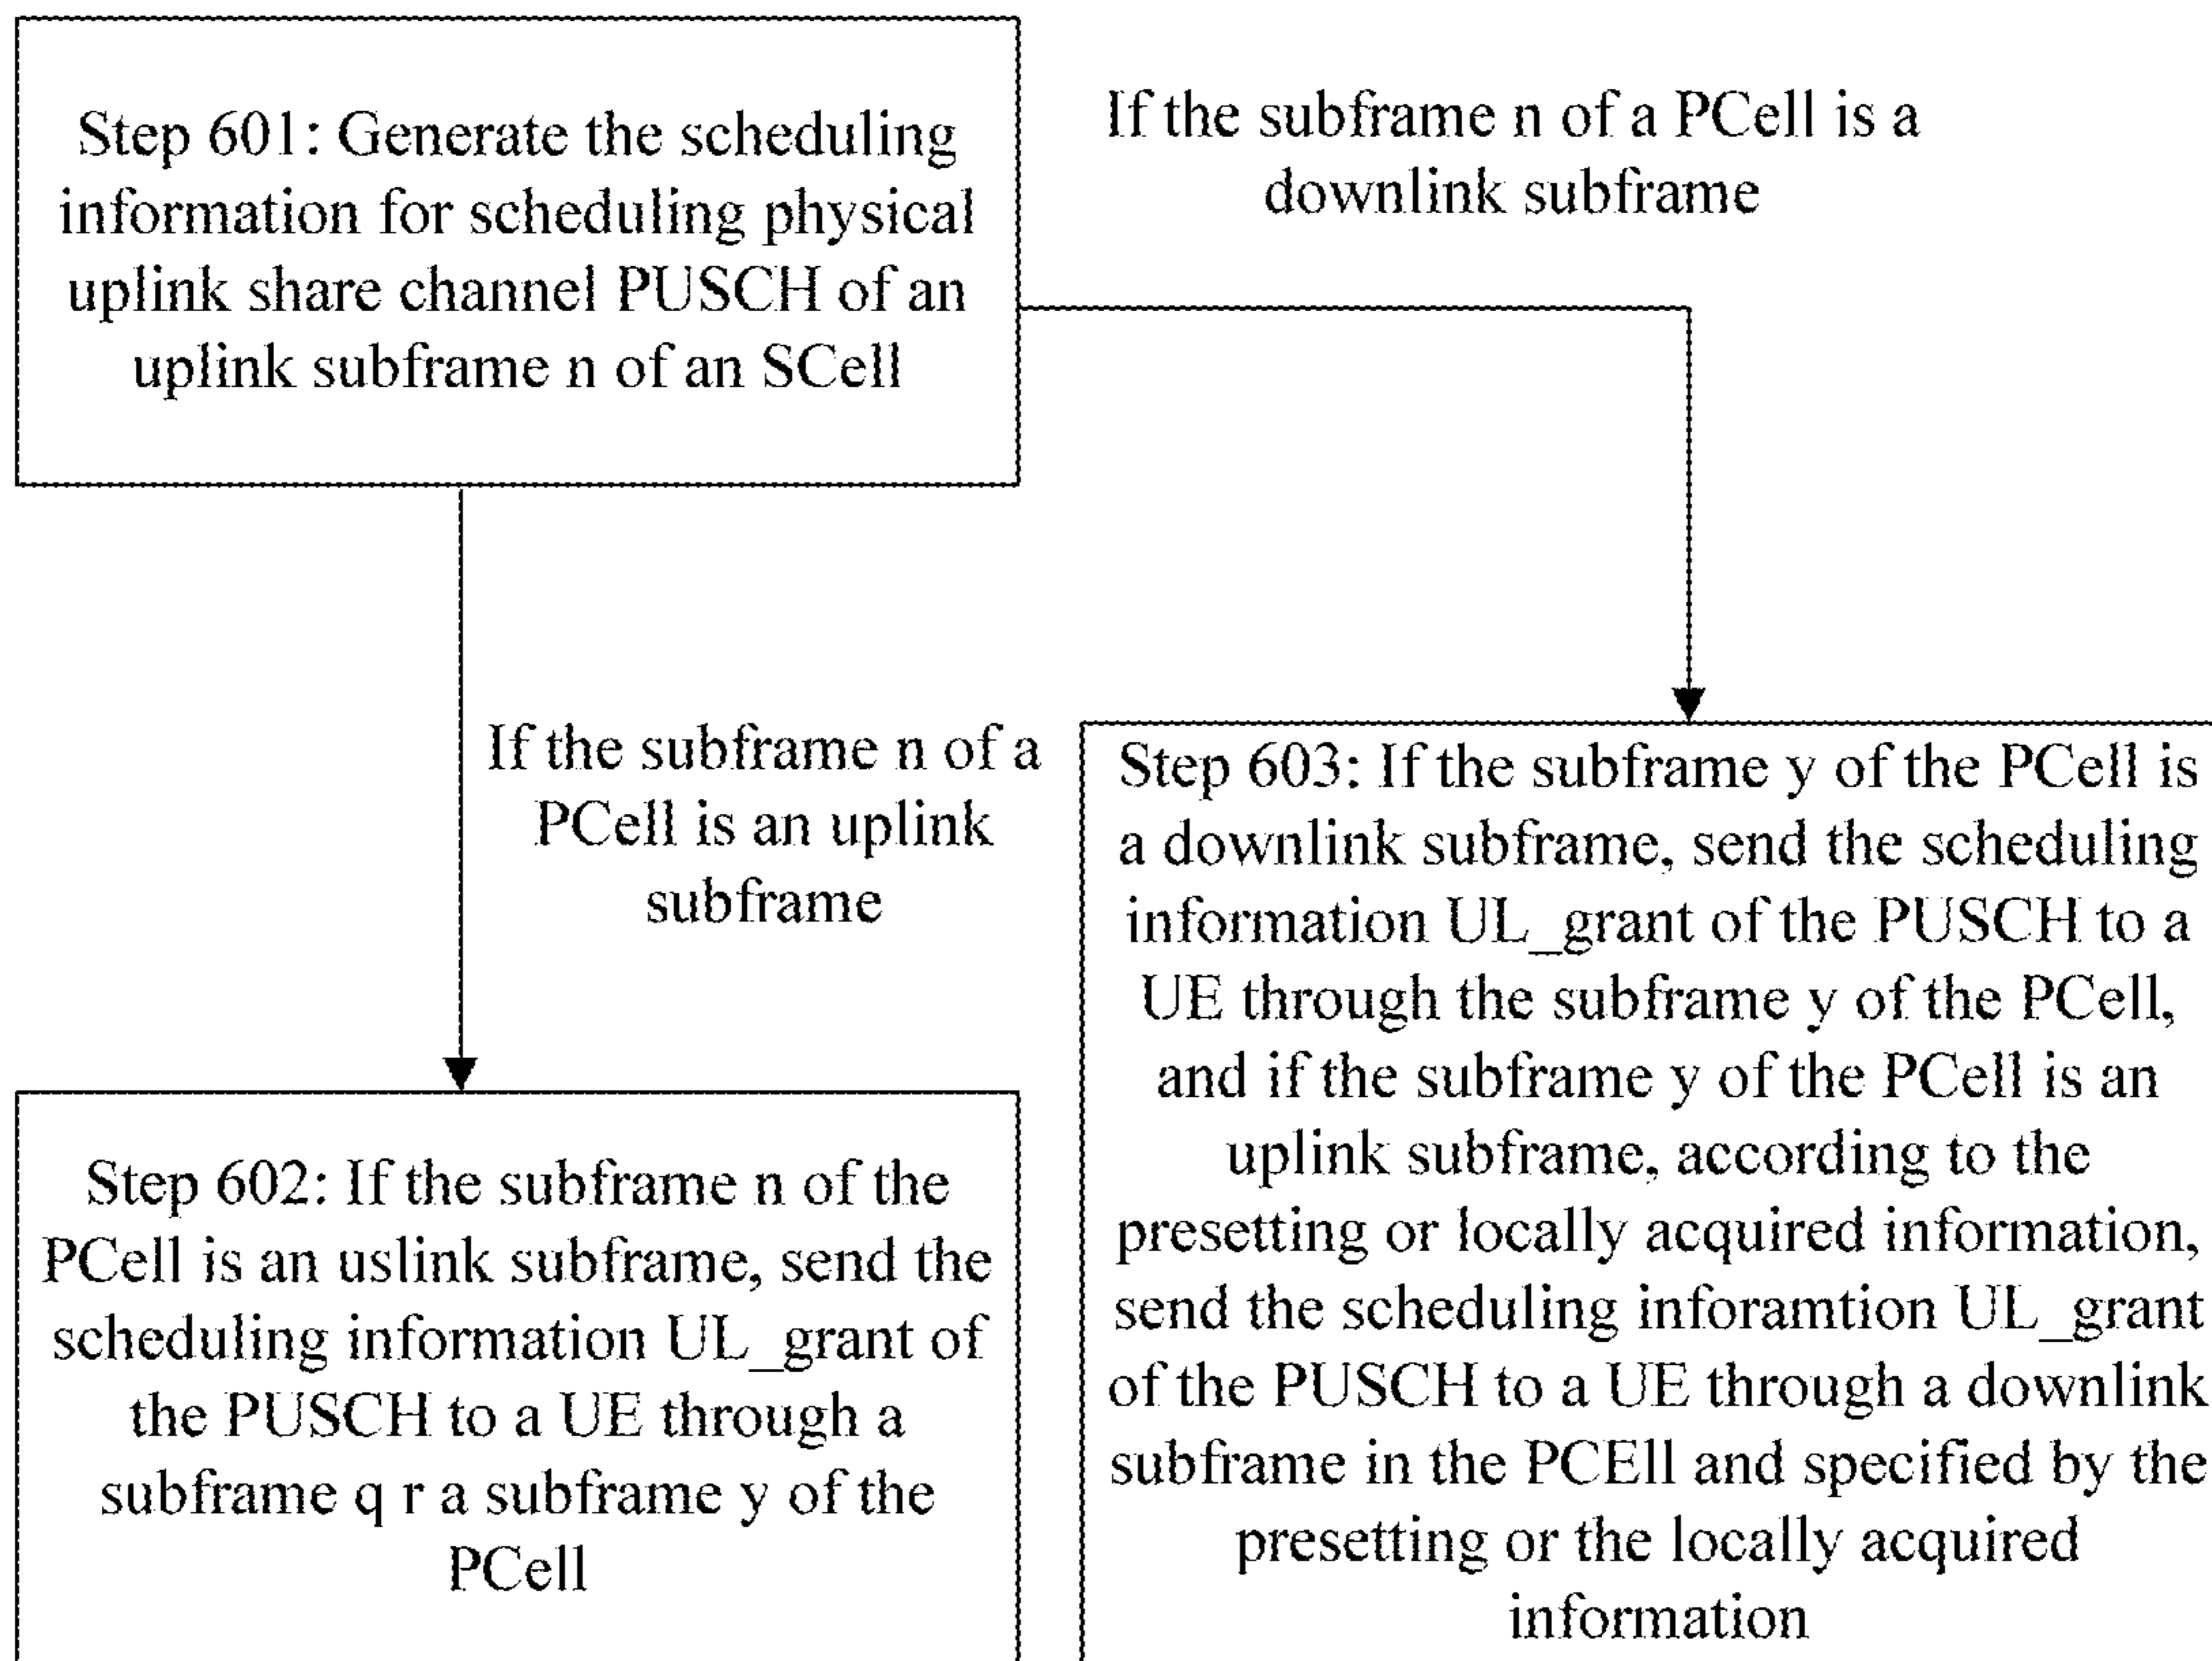 Step 601: Generate the scheduling
information for scheduling physical
uplink share channel PUSCH of an
uplink subframe n of an SCell
If the subframe n of a PCell is a
downlink subframe
If the subframe n of a
PCell is an uplink
subframe
Step 602: If the subframe n of the
PCell is an uslink subframe, send the
scheduling information UL_grant of
the PUSCH to a UE through a
subframe q r a subframe y of the
PCell
Step 603: If the subframe y of the PCell is
a downlink subframe, send the scheduling
information UL_grant of the PUSCH to a
UE through the subframe y of the PCell,
and if the subframe y of the PCell is an
uplink subframe, according to the
presetting or locally acquired information,
send the scheduling inforamtion UL_grant
of the PUSCH to a UE through a downlink
subframe in the PCEll and specified by the
presetting or the locally acquired
information